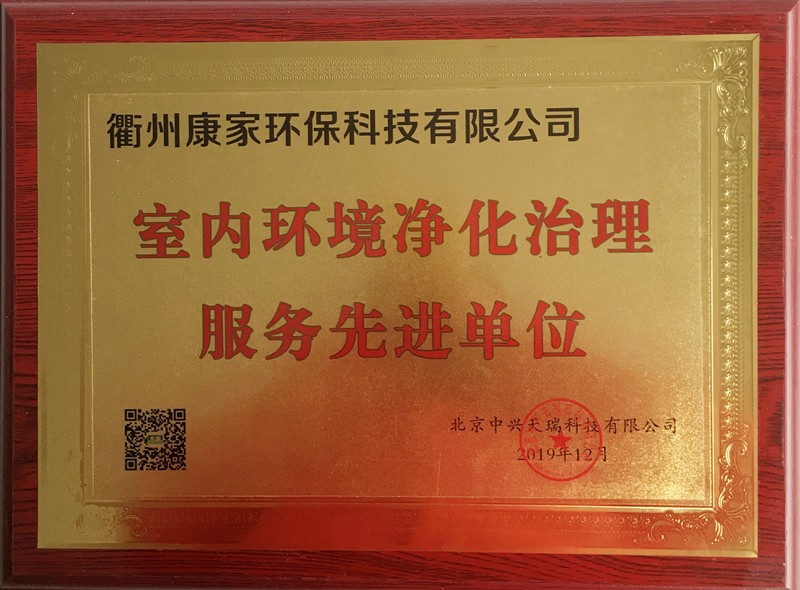 衢州康家环保科技有限公司
室内环境净化治理
服务先进单位
北京中兴天瑞科技有限公司
2019年12月